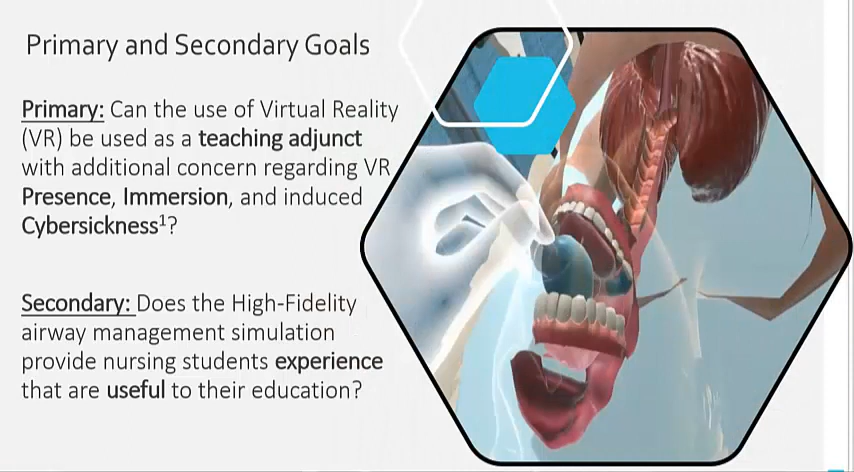 Primary and Secondary Goals
Primary: Can the use of Virtual Reality
(VR) be used as a teaching adjunct
with additional concern regarding VR
Presence, Immersion, and induced
Cybersickness¹?
Secondary: Does the High-Fidelity
airway management simulation
provide nursing students experience
that are useful to their education?